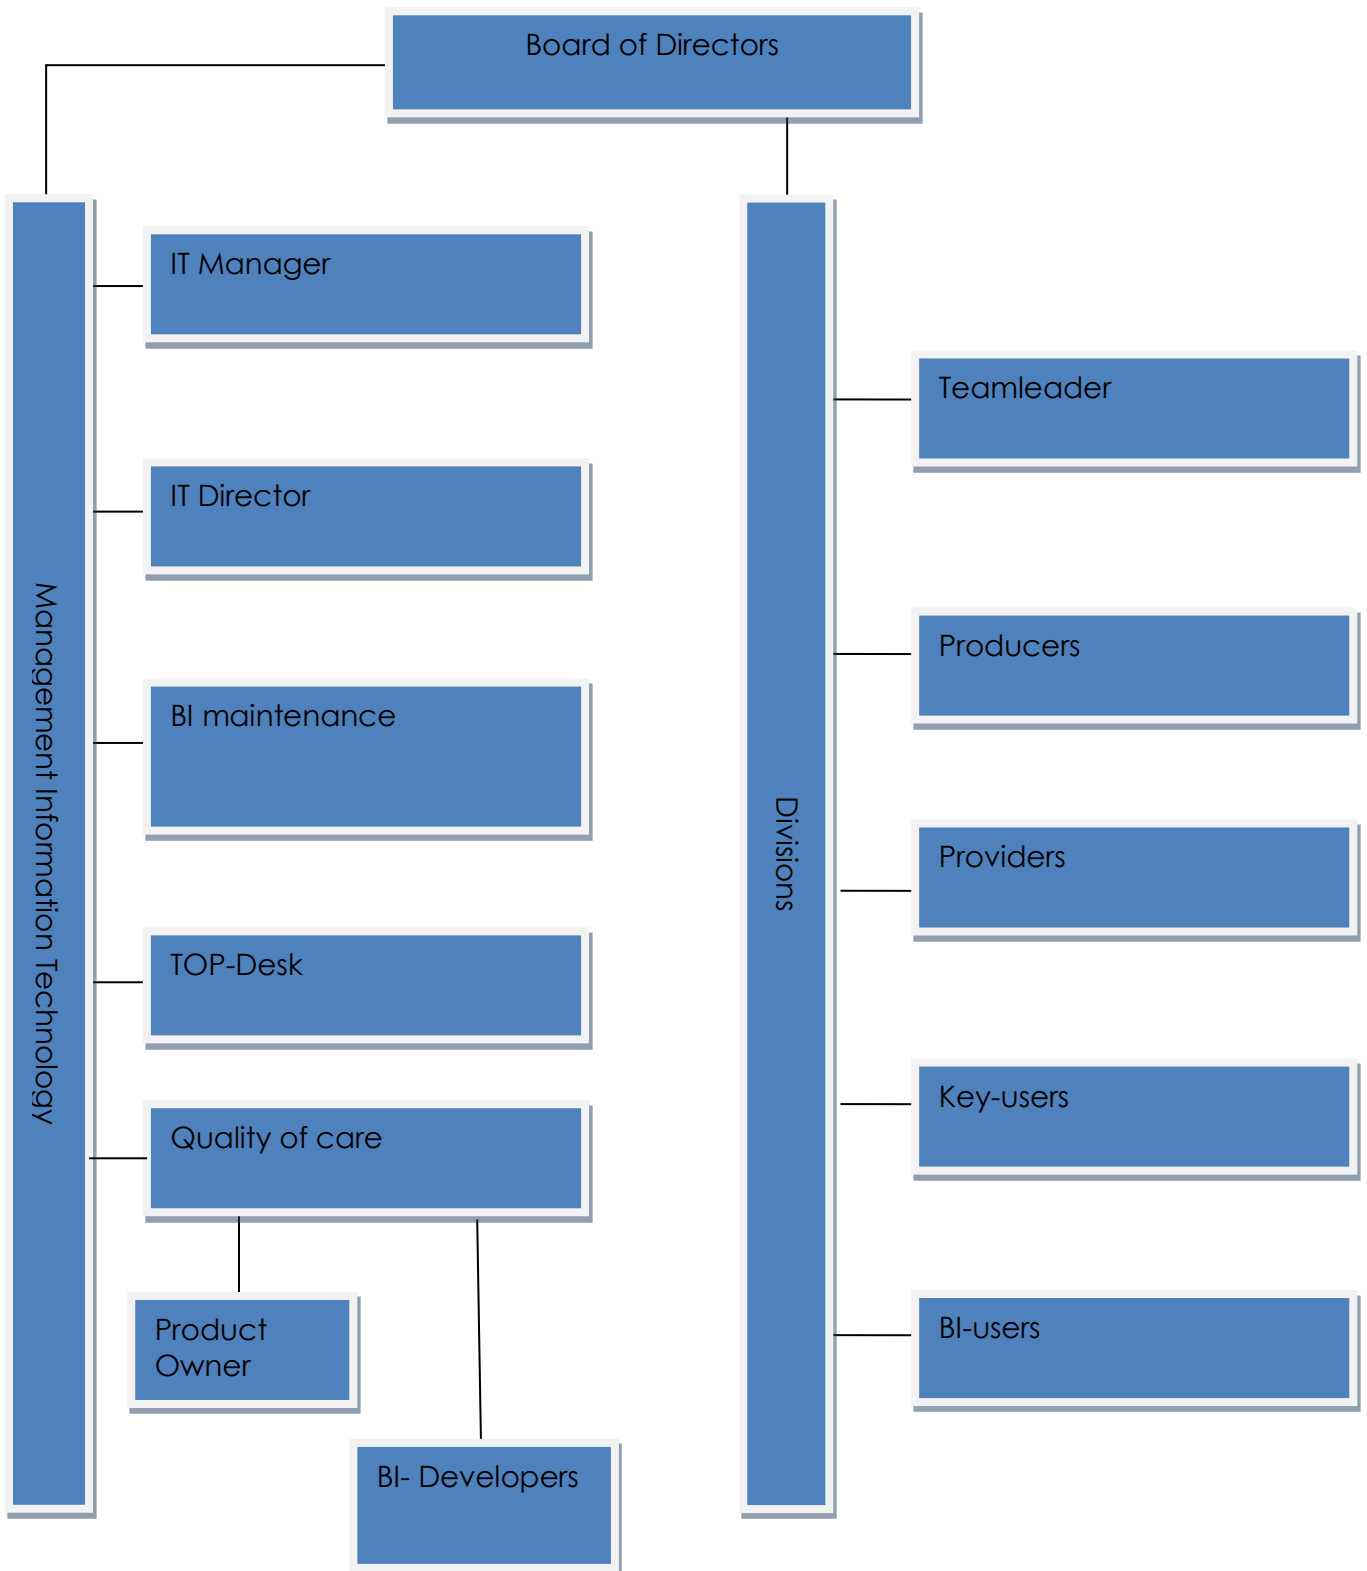 Board of Directors
Management Information Technology
IT Manager
IT Director
BI maintenance
TOP-Desk
Quality of care
Product
Owner
BI- Developers
Divisions
Teamleader
Producers
Providers
Key-users
BI-users